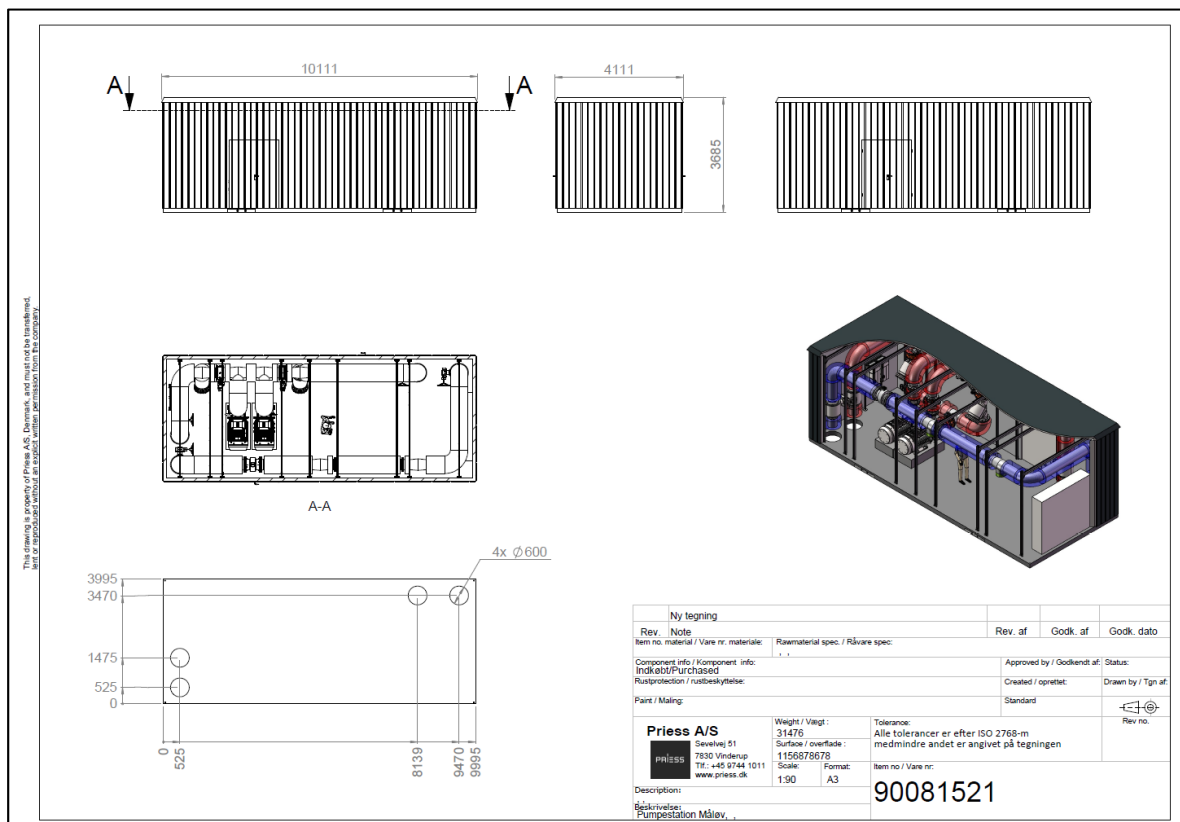 10111
A
A
4111
3685
A-A
4x Ø600
3995
3470
1475
525
0
0
525
8139
9470
9995
This drawing is property of Priess A/S, Denmark, and must not be transferred,
lent or reproduced without an explicit written permission from the company.
Ny tegning
Rev. Note Rev. af Godk. af Godk. dato
Item no. material / Vare nr. materiale: Rawmaterial spec. / Råvare spec:
, ,
Component info / Komponent info: Approved by / Godkendt af: Status:
Indkøbt/Purchased
Rustprotection / rustbeskyttelse: Created / oprettet: Drawn by / Tgn af:
Paint / Maling: Standard
Rev no.
Priess A/S
Sevelvej 51
7830 Vinderup
Tlf.: +45 9744 1011
www.priess.dk
PRIESS
Weight / Vægt :
31476
Surface / overflade :
1156878678
Scale: Format:
1:90 A3
Tolerance:
Alle tolerancer er efter ISO 2768-m
medmindre andet er angivet på tegningen
Item no / Vare nr:
90081521
Description:
, ,
Beskrivelse:
Pumpestation Måløv, ,